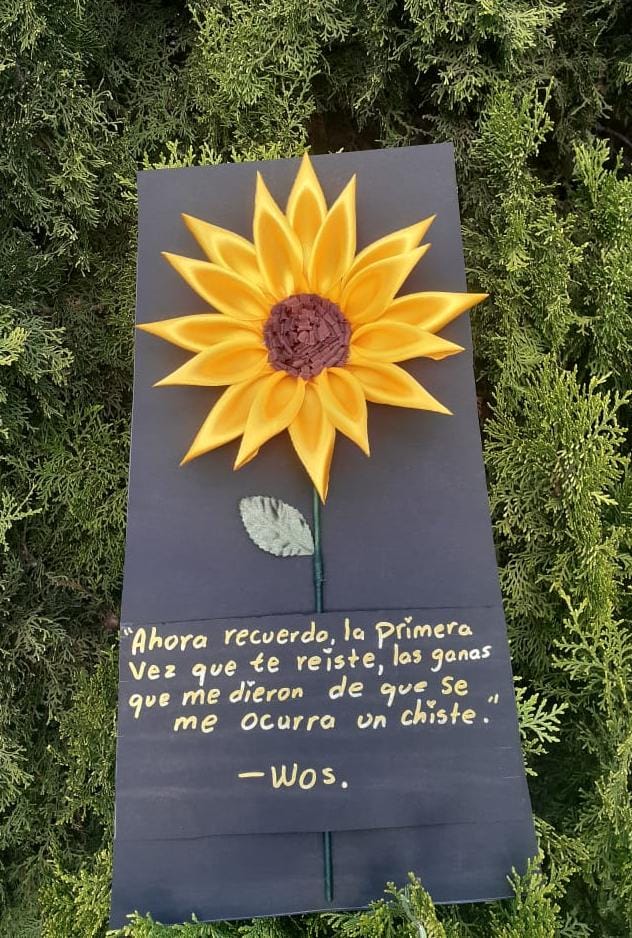 "Ahora recuerdo, la primera
vez que te reiste, las ganas
que me dieron de que se
me ocurra un chiste."
—Wos.